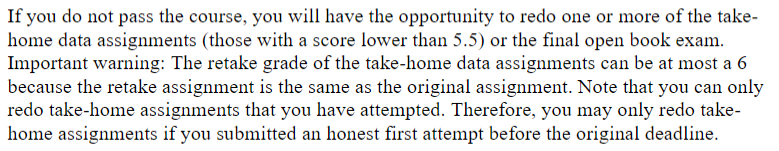 If you do not pass the course, you will have the opportunity to redo one or more of the take-
home data assignments (those with a score lower than 5.5) or the final open book exam.
Important warning: The retake grade of the take-home data assignments can be at most a 6
because the retake assignment is the same as the original assignment. Note that you can only
redo take-home assignments that you have attempted. Therefore, you may only redo take-
home assignments if you submitted an honest first attempt before the original deadline.